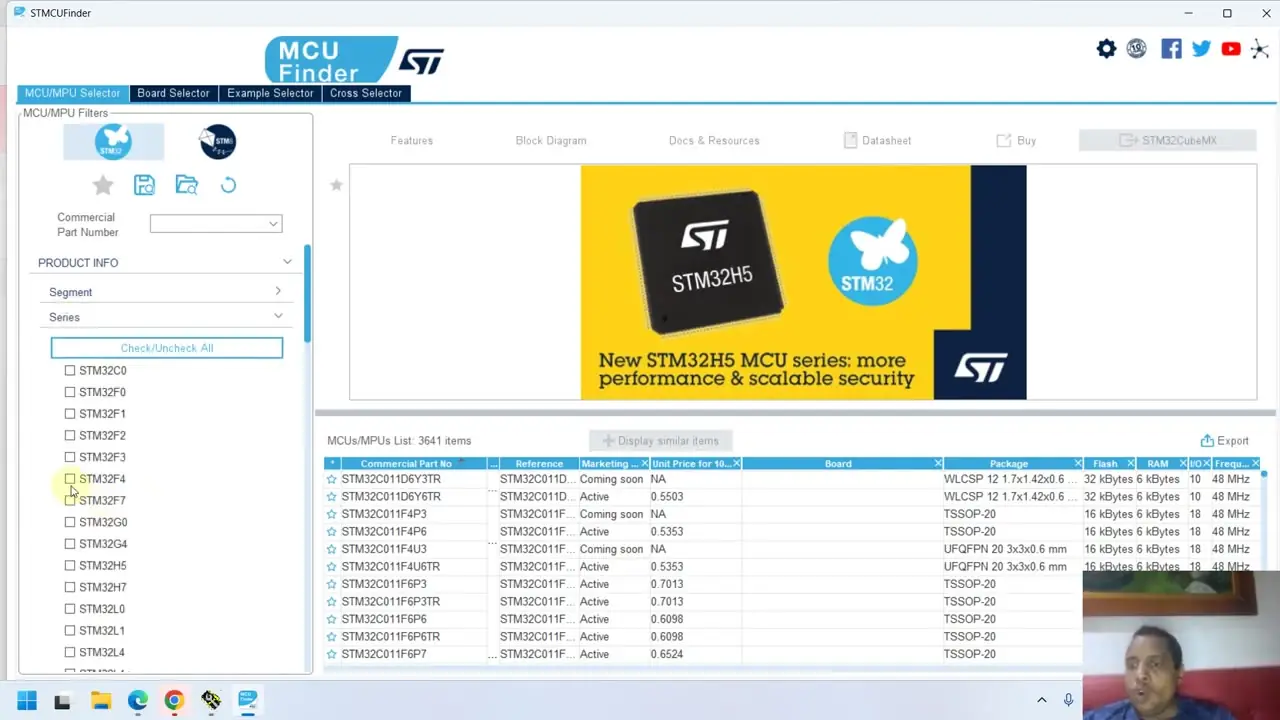 STMCUFinder
MCU
Finder
ST
MCU/MPU Selector
Board Selector
Example Selector
Cross Selector
MCU/MPU Filters
STM32
STM8
Commercial
Part Number
PRODUCT INFO
Segment
Series
Check/Uncheck All
STM32C0
STM32F0
STM32F1
STM32F2
STM32F3
STM32F4
STM32F7
STM32G0
STM32G4
STM32H5
STM32H7
STM32L0
STM32L1
STM32L4
Features
Block Diagram
Docs & Resources
Datasheet
Buy
STM32CubeMX
ST
STM32H5
STM32
New STM32H5 MCU series: more
performance & scalable security
ST
MCUs/MPUs List: 3641 items
Display similar items
Export
* Commercial Part No ... Reference Marketing ... Unit Price for 10... Board Package Flash RAM I/O Frequ...
STM32C011D6Y3TR STM32C011D... Coming soon NA WLCSP 12 1.7x1.42x0.6 ... 32 kBytes 6 kBytes 10 48 MHz
STM32C011D6Y6TR ... STM32C011D... Active 0.5503 WLCSP 12 1.7x1.42x0.6 ... 32 kBytes 6 kBytes 10 48 MHz
STM32C011F4P3 STM32C011F... Coming soon NA TSSOP-20 16 kBytes 6 kBytes 18 48 MHz
STM32C011F4P6 STM32C011F... Active 0.5353 TSSOP-20 16 kBytes 6 kBytes 18 48 MHz
STM32C011F4U3 ... STM32C011F... Coming soon NA UFQFPN 20 3x3x0.6 mm 16 kBytes 6 kBytes 18 48 MHz
STM32C011F4U6TR STM32C011F... Active 0.5353 UFQFPN 20 3x3x0.6 mm 16 kBytes 6 kBytes 18 48 MHz
STM32C011F6P3 STM32C011F... Active 0.7013 TSSOP-20
STM32C011F6P3TR STM32C011F... Active 0.7013 TSSOP-20
STM32C011F6P6 STM32C011F... Active 0.6098 TSSOP-20
STM32C011F6P6TR STM32C011F... Active 0.6098 TSSOP-20
STM32C011F6P7 ... STM32C011F... Active 0.6524 TSSOP-20
MCU